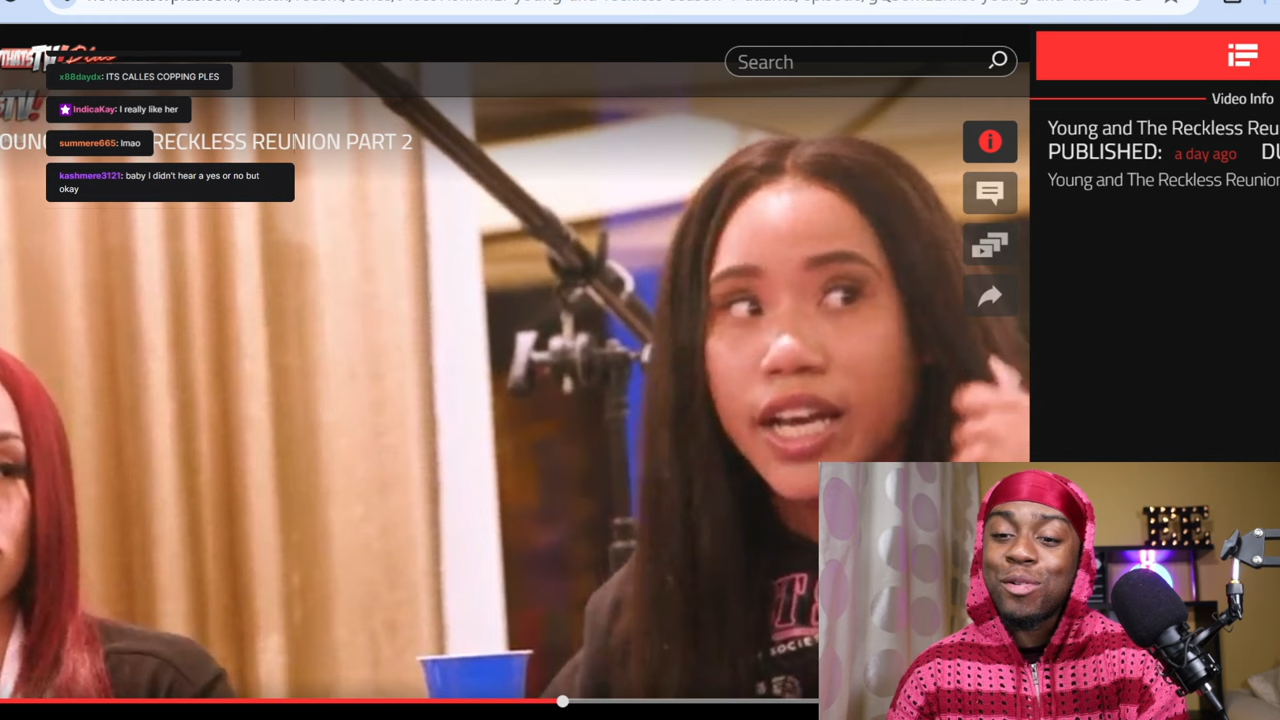 Search
Video Info
x88daydx: ITS CALLES COPPING PLES
IndicaKay: I really like her
summere665: lmao
RECKLESS REUNION PART 2
kashmere3121: baby I didn't hear a yes or no but
okay
Young and The Reckless Reu
PUBLISHED: a day ago DU
Young and The Reckless Reunion